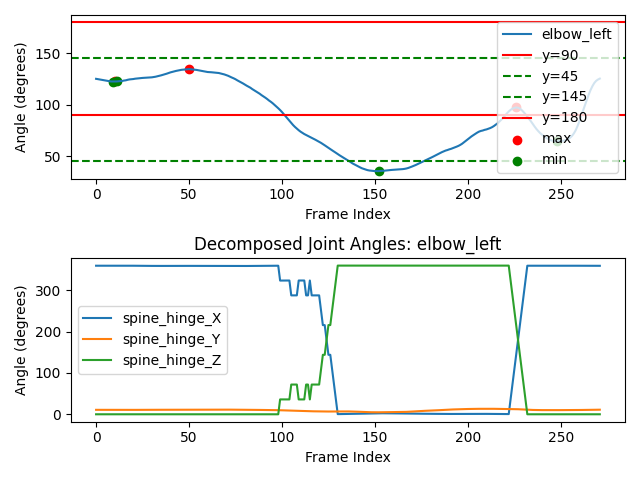 150
100
50
Angle (degrees)
0
50
100
150
200
250
Frame Index
elbow_left
y=90
y=45
y=145
y=180
max
min
Decomposed Joint Angles: elbow_left
300
200
100
0
Angle (degrees)
spine_hinge_X
spine_hinge_Y
spine_hinge_Z
0
50
100
150
200
250
Frame Index